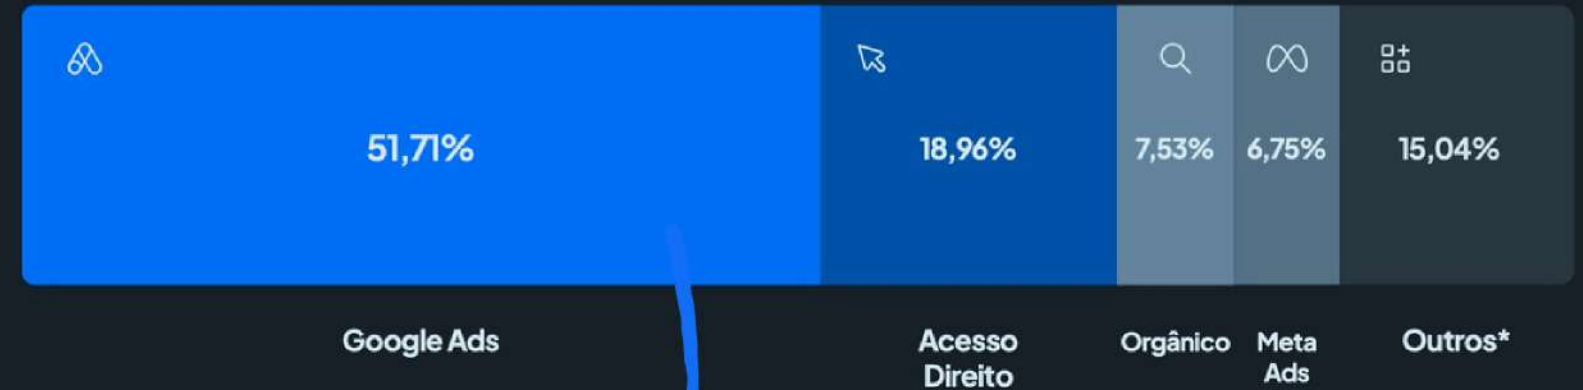 51,71%
18,96%
7,53%
6,75%
15,04%
Google Ads
Acesso
Direito
Orgânico
Meta
Ads
Outros*